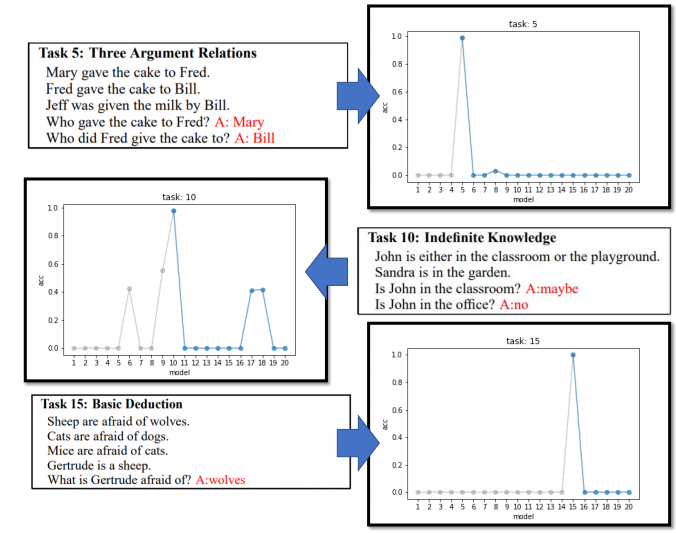 Task 5: Three Argument Relations
Mary gave the cake to Fred.
Fred gave the cake to Bill.
Jeff was given the milk by Bill.
Who gave the cake to Fred? A: Mary
Who did Fred give the cake to? A: Bill
task: 5
1.0
0.8
0.6
0.4
0.2
0.0
acc
1 2 3 4 5 6 7 8 9 10 11 12 13 14 15 16 17 18 19 20
model
task: 10
1.0
0.8
0.6
0.4
0.2
0.0
acc
1 2 3 4 5 6 7 8 9 10 11 12 13 14 15 16 17 18 19 20
model
Task 10: Indefinite Knowledge
John is either in the classroom or the playground.
Sandra is in the garden.
Is John in the classroom? A:maybe
Is John in the office? A:no
Task 15: Basic Deduction
Sheep are afraid of wolves.
Cats are afraid of dogs.
Mice are afraid of cats.
Gertrude is a sheep.
What is Gertrude afraid of? A:wolves
task: 15
1.0
0.8
0.6
0.4
0.2
0.0
acc
1 2 3 4 5 6 7 8 9 10 11 12 13 14 15 16 17 18 19 20
model